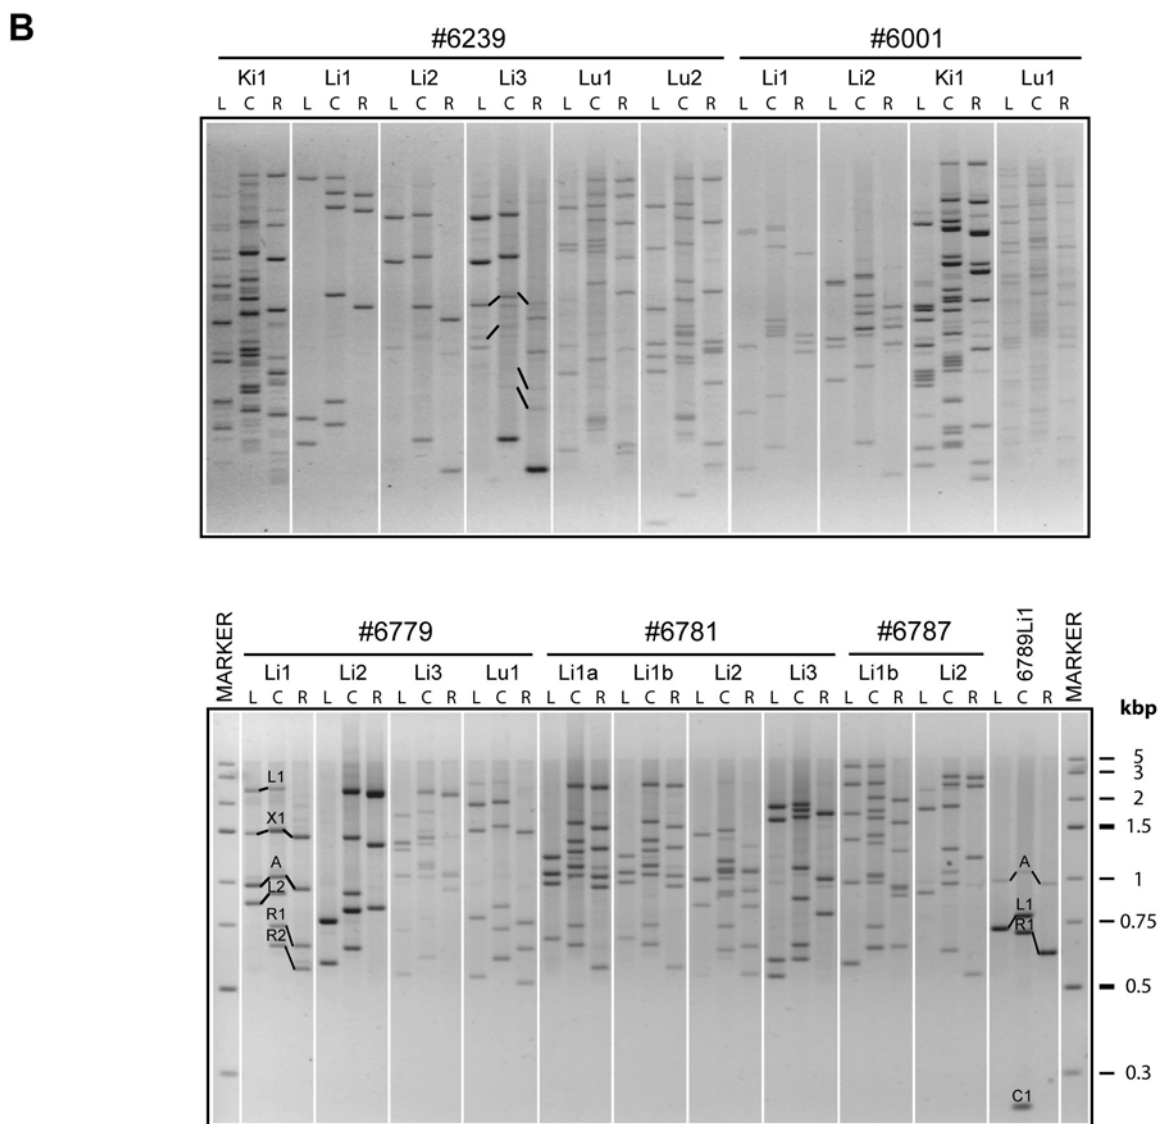 B
#6239 #6001
Ki1 Li1 Li2 Li3 Lu1 Lu2 Li1 Li2 Ki1 Lu1
L C R L C R L C R L C R L C R L C R L C R L C R L C R L C R
MARKER #6779 #6781 #6787 6789Li1 MARKER
Li1 Li2 Li3 Lu1 Li1a Li1b Li2 Li3 Li1b Li2
L C R L C R L C R L C R L C R L C R L C R L C R L C R L C R L C R
kbp
5
3
2
1.5
1
0.75
0.5
0.3
L1
X1
A
L2
R1
R2
A
L1
R1
C1